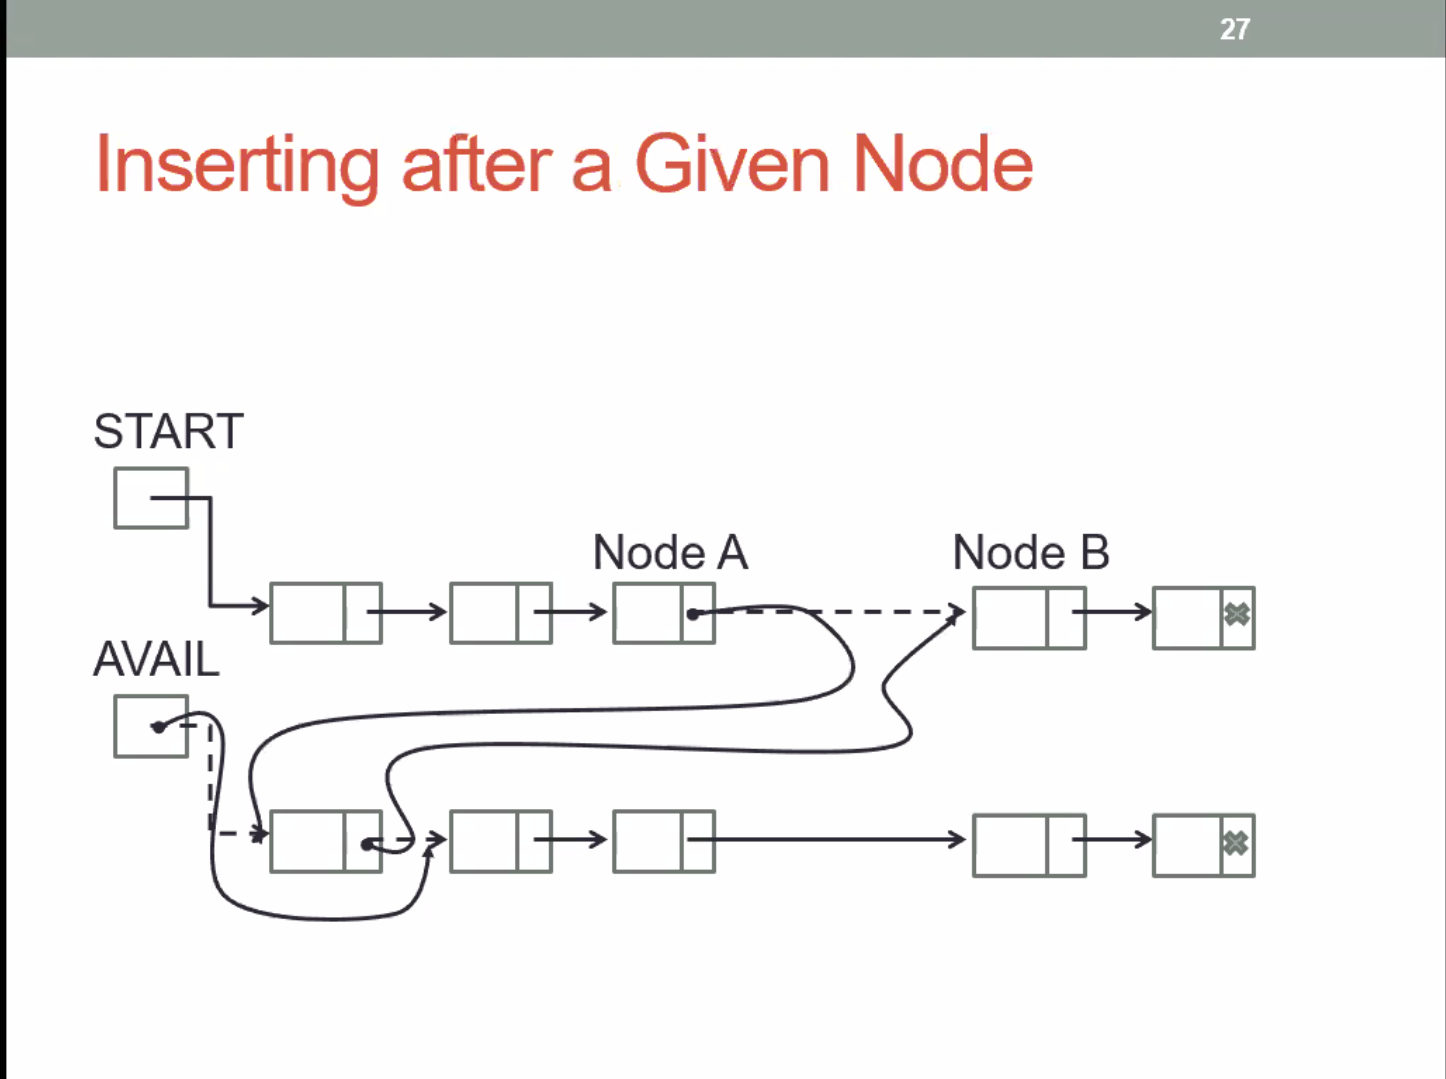 27
Inserting after a Given Node
START
Node A
Node B
AVAIL